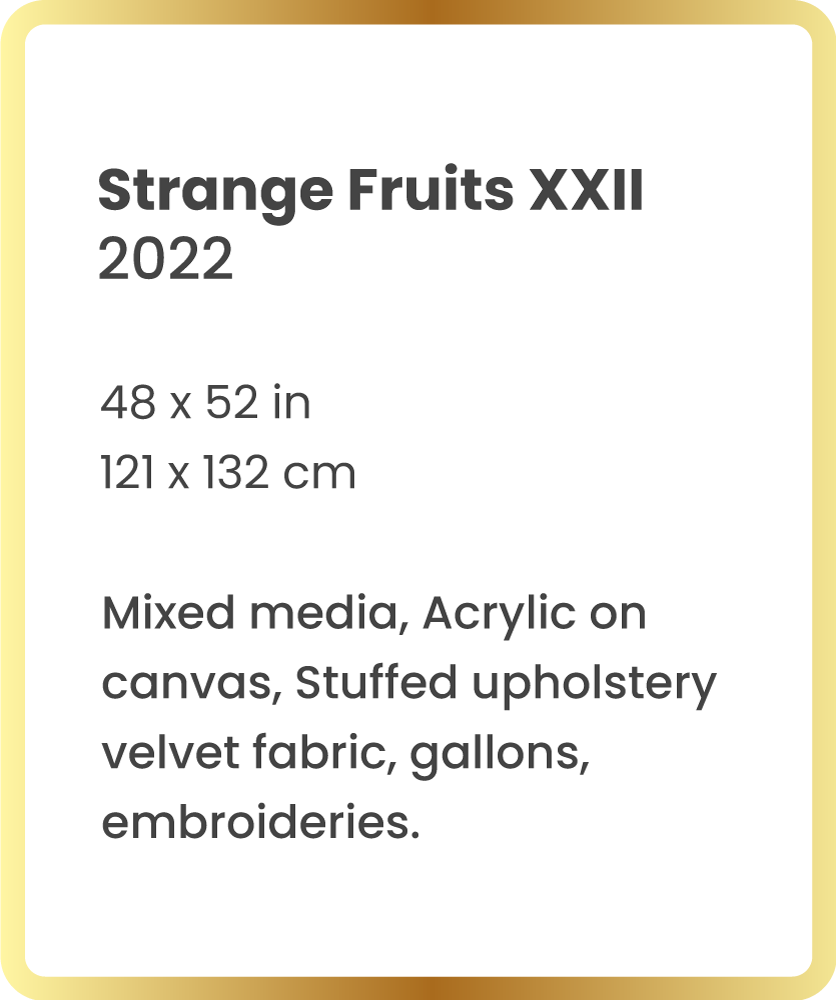 Strange Fruits XXII
2022
48 x 52 in
121 x 132 cm
Mixed media, Acrylic on
canvas, Stuffed upholstery
velvet fabric, gallons,
embroideries.